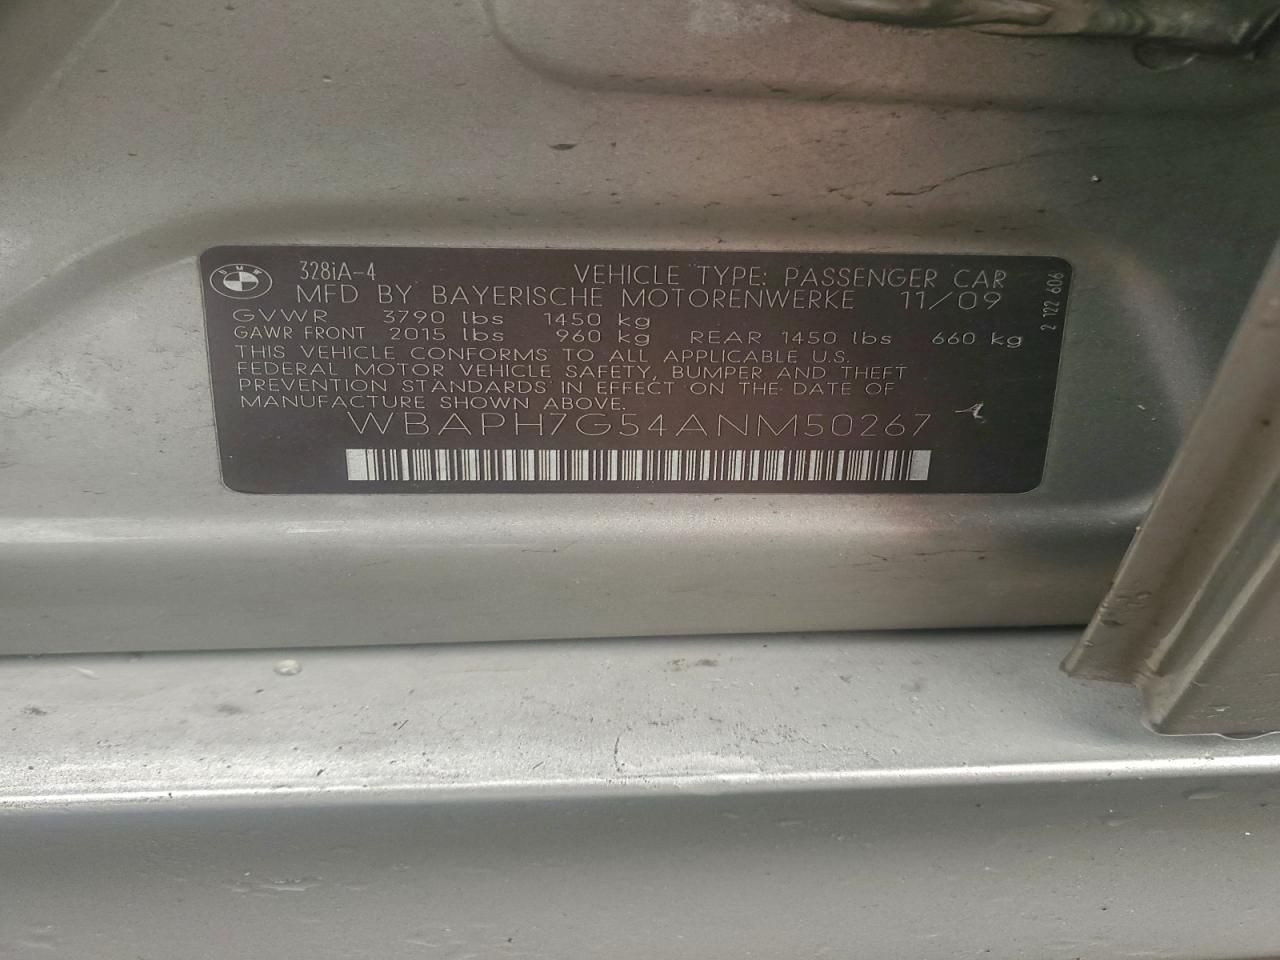 BMW
328iA-4 VEHICLE TYPE: PASSENGER CAR
MFD BY BAYERISCHE MOTORENWERKE 11/09
GVWR 3790 lbs 1450 kg
GAWR FRONT 2015 lbs 960 kg REAR 1450 lbs 660 kg
THIS VEHICLE CONFORMS TO ALL APPLICABLE U.S.
FEDERAL MOTOR VEHICLE SAFETY, BUMPER AND THEFT
PREVENTION STANDARDS IN EFFECT ON THE DATE OF
MANUFACTURE SHOWN ABOVE.
WBAPH7G54ANM50267
2 122 606